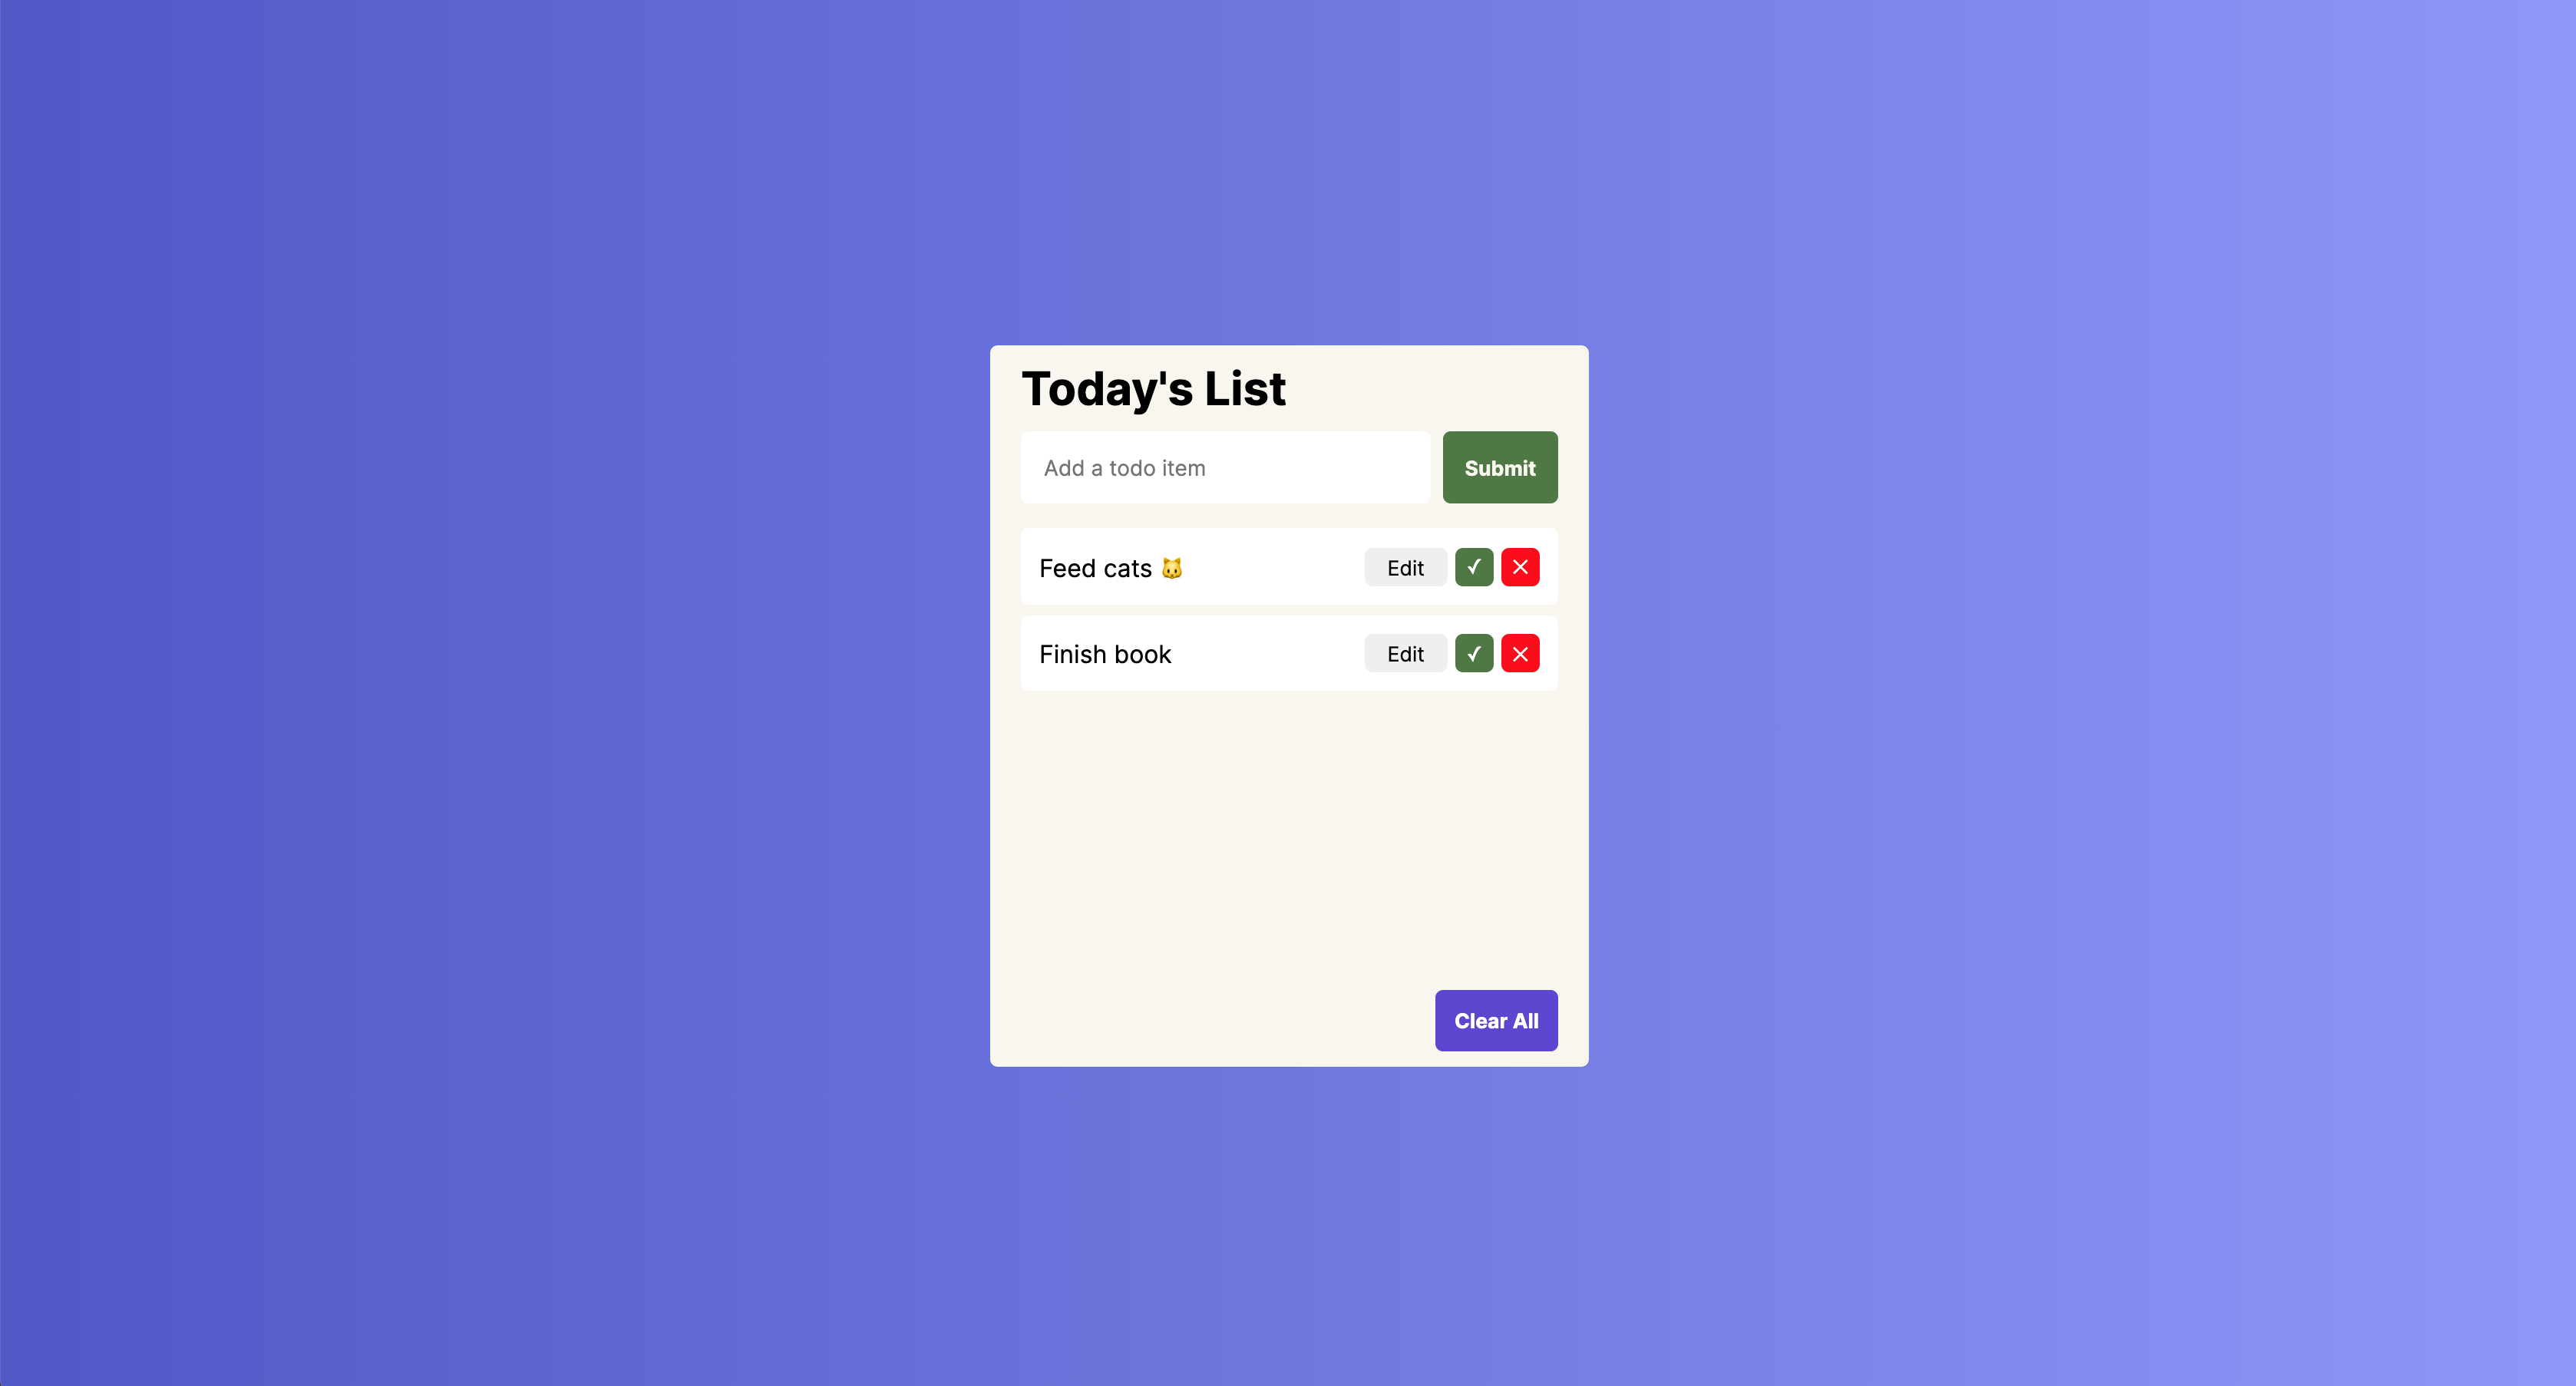 Today's List
Add a todo item
Submit
Feed cats 🐱
Edit ✓ ✕
Finish book
Edit ✓ ✕
Clear All